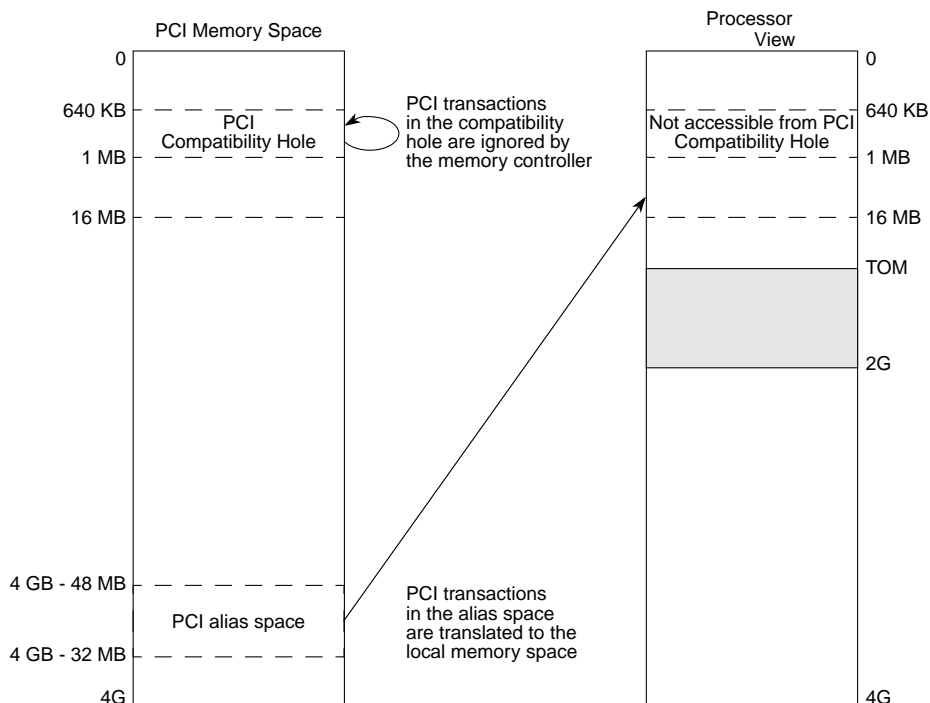 PCI Memory Space
0
640 KB
PCI
Compatibility Hole
1 MB
16 MB
4 GB - 48 MB
PCI alias space
4 GB - 32 MB
4G
PCI transactions
in the compatibility
hole are ignored by
the memory controller
PCI transactions
in the alias space
are translated to the
local memory space
Processor
View
0
640 KB
Not accessible from PCI
Compatibility Hole
1 MB
16 MB
TOM
2G
4G